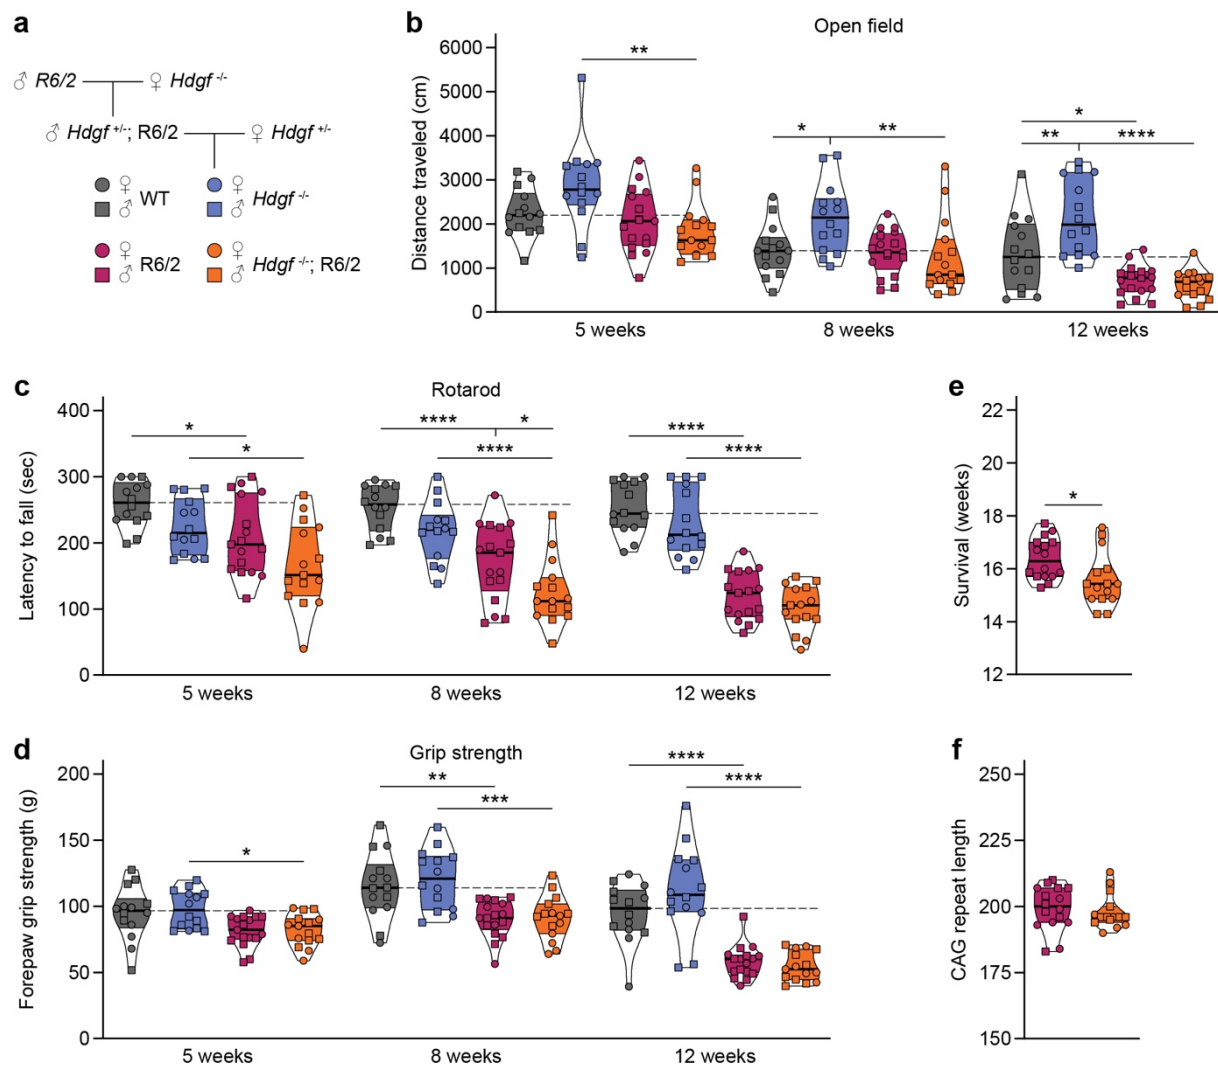 a
♂ R6/2 ♀ Hdgf -/-
♂ Hdgf +/-; R6/2 ♀ Hdgf +/-
♀ ♂ WT
♀ ♂ Hdgf -/-
♀ ♂ R6/2
♀ ♂ Hdgf -/-; R6/2
b
Open field
Distance traveled (cm)
6000
5000
4000
3000
2000
1000
0
**
* **
*
** ****
5 weeks 8 weeks 12 weeks
c
Rotarod
Latency to fall (sec)
400
300
200
100
0
*
*
**** *
****
****
****
5 weeks 8 weeks 12 weeks
e
Survival (weeks)
22
20
18
16
14
12
*
d
Grip strength
Forepaw grip strength (g)
200
150
100
50
0
*
**
***
****
****
5 weeks 8 weeks 12 weeks
f
CAG repeat length
250
225
200
175
150